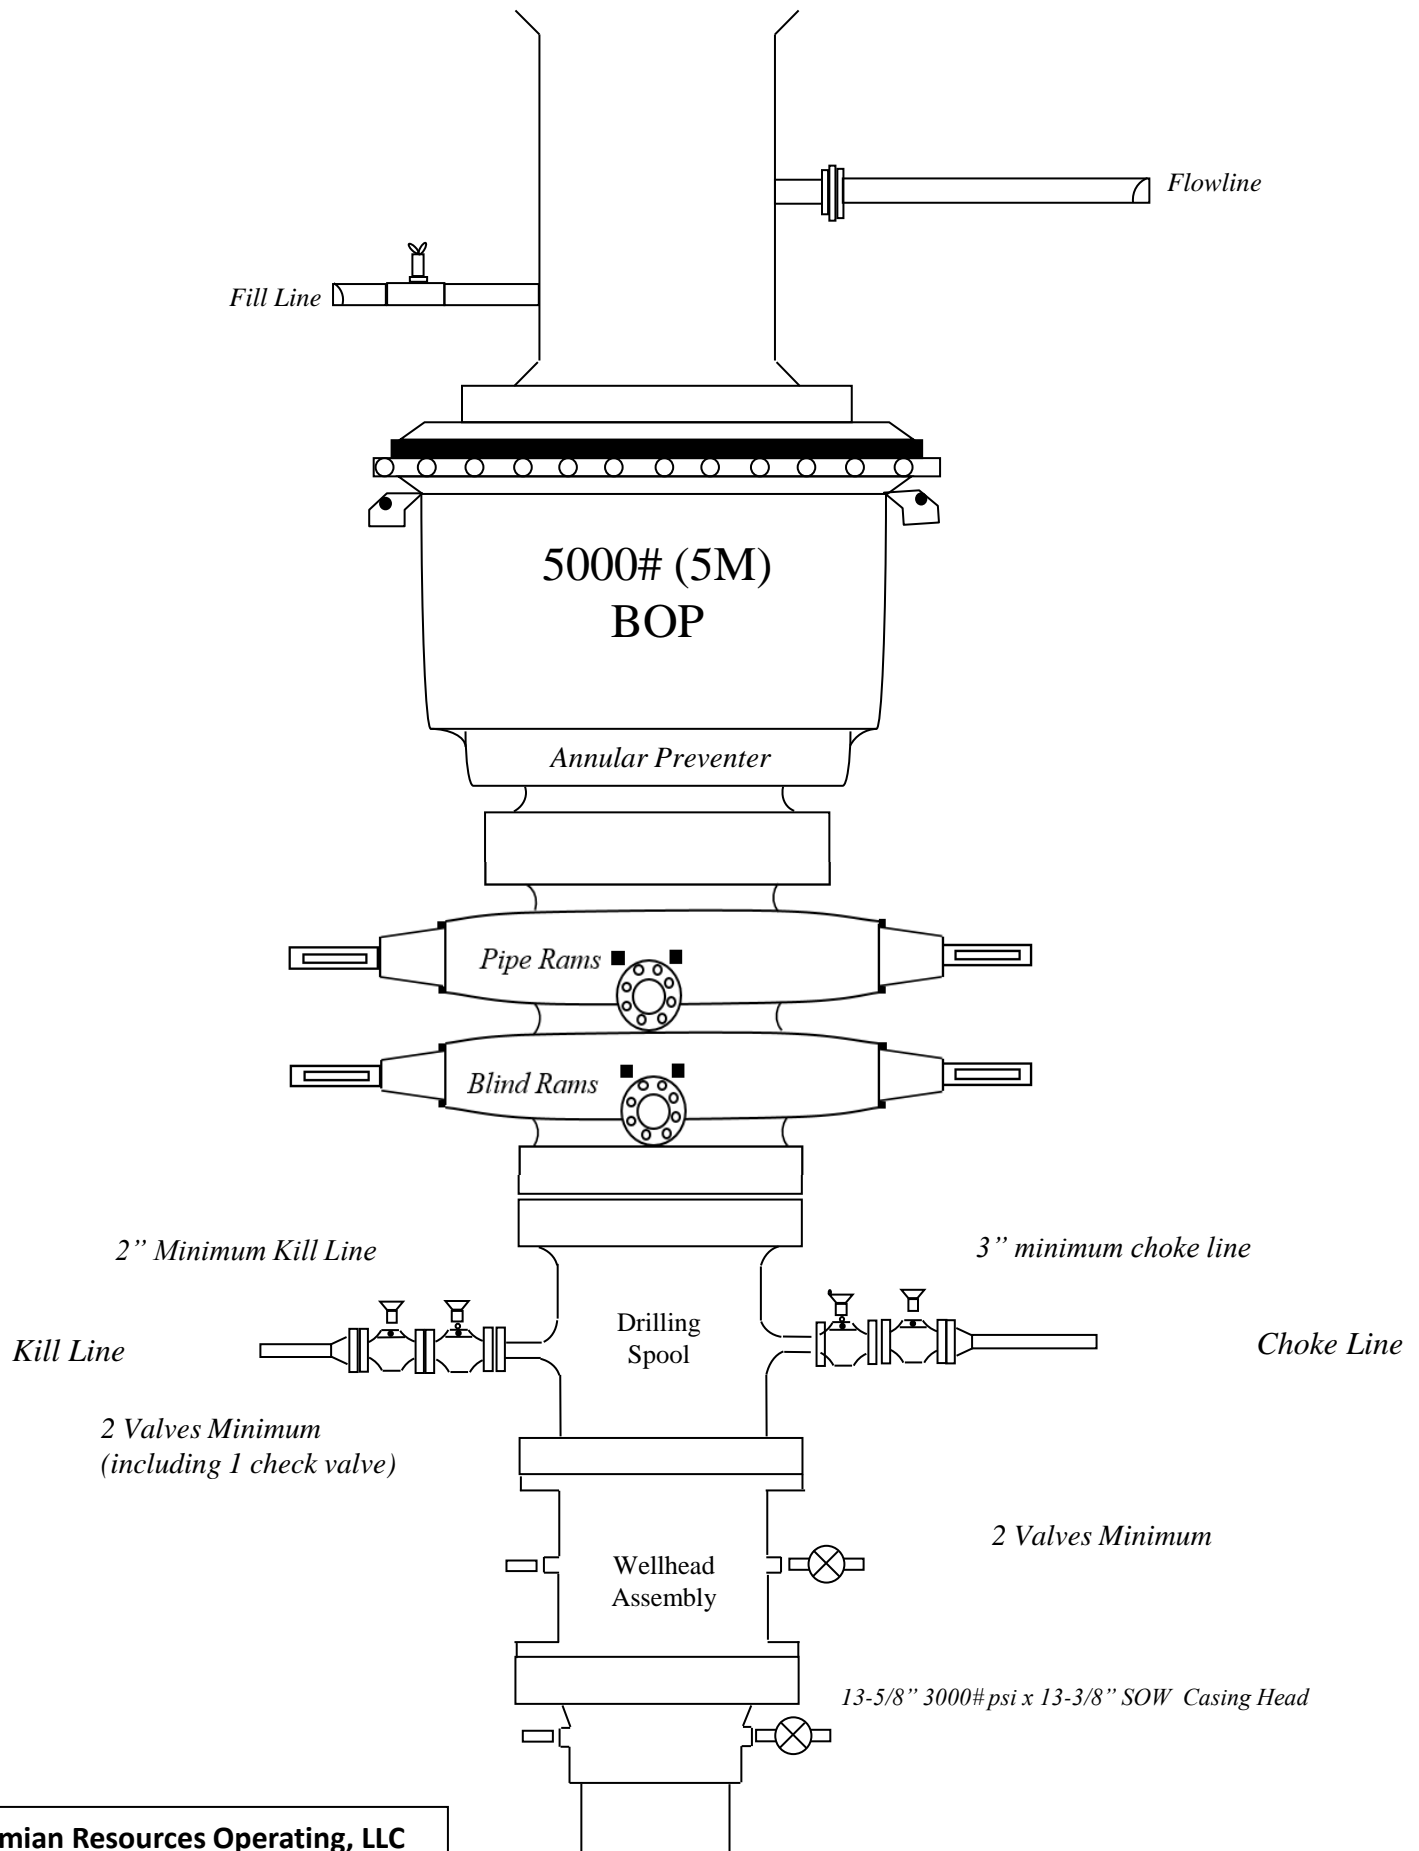 Flowline
Fill Line
5000# (5M)
BOP
Annular Preventer
Pipe Rams
Blind Rams
2” Minimum Kill Line
3” minimum choke line
Drilling
Spool
Kill Line
Choke Line
2 Valves Minimum
(including 1 check valve)
2 Valves Minimum
Wellhead
Assembly
13-5/8” 3000# psi x 13-3/8” SOW Casing Head
mian Resources Operating, LLC